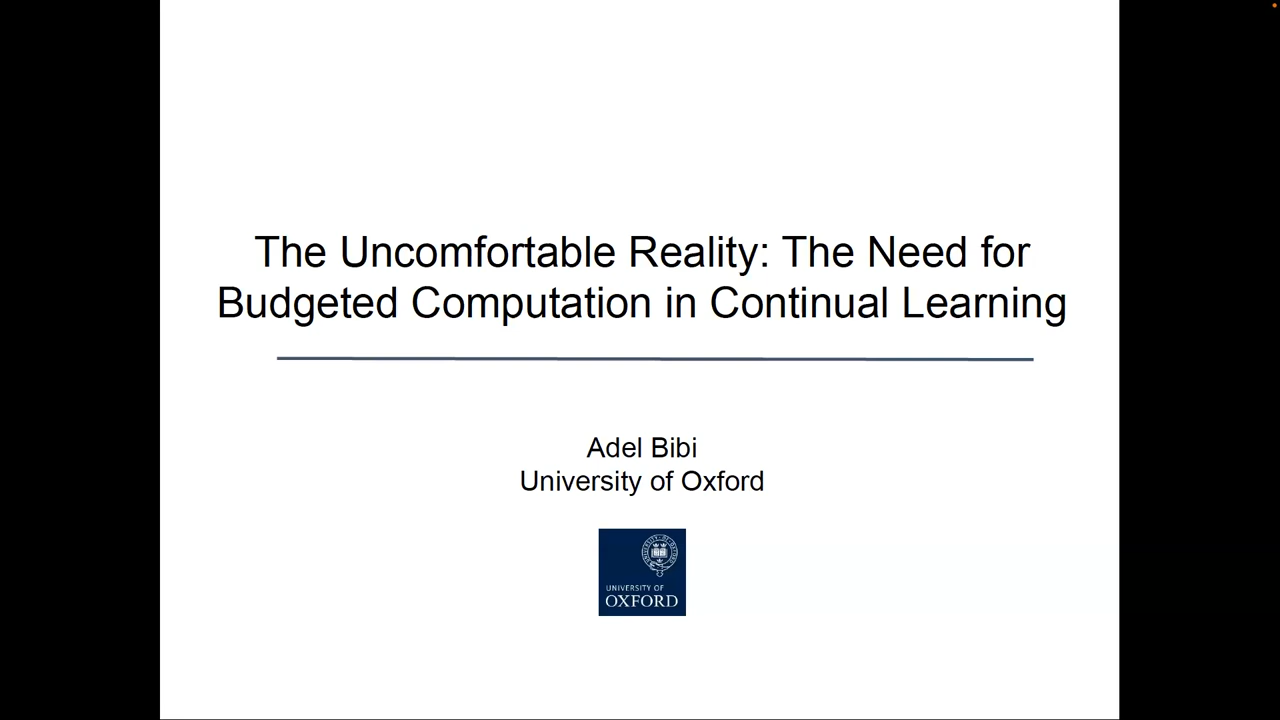 The Uncomfortable Reality: The Need for
Budgeted Computation in Continual Learning
Adel Bibi
University of Oxford
UNIVERSITY OF
OXFORD